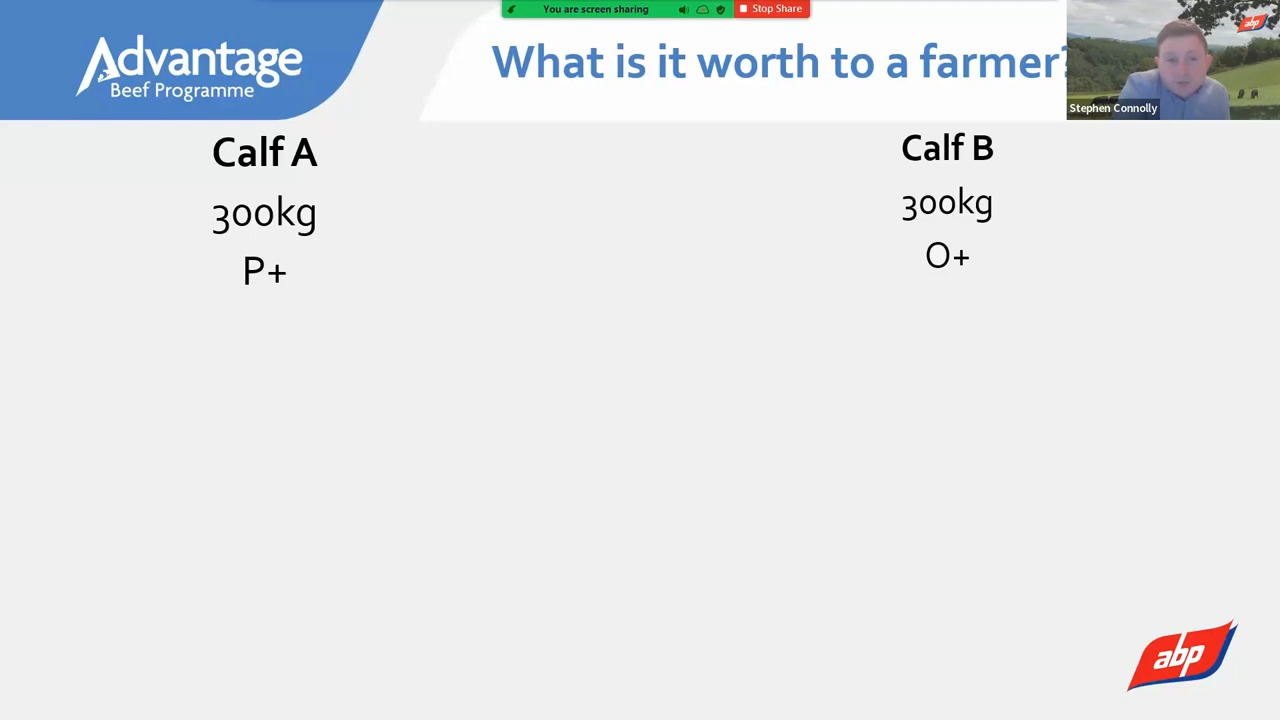 You are screen sharing
Stop Share
Advantage
Beef Programme
What is it worth to a farmer?
abp
Stephen Connolly
Calf A
300kg
P+
Calf B
300kg
O+
abp